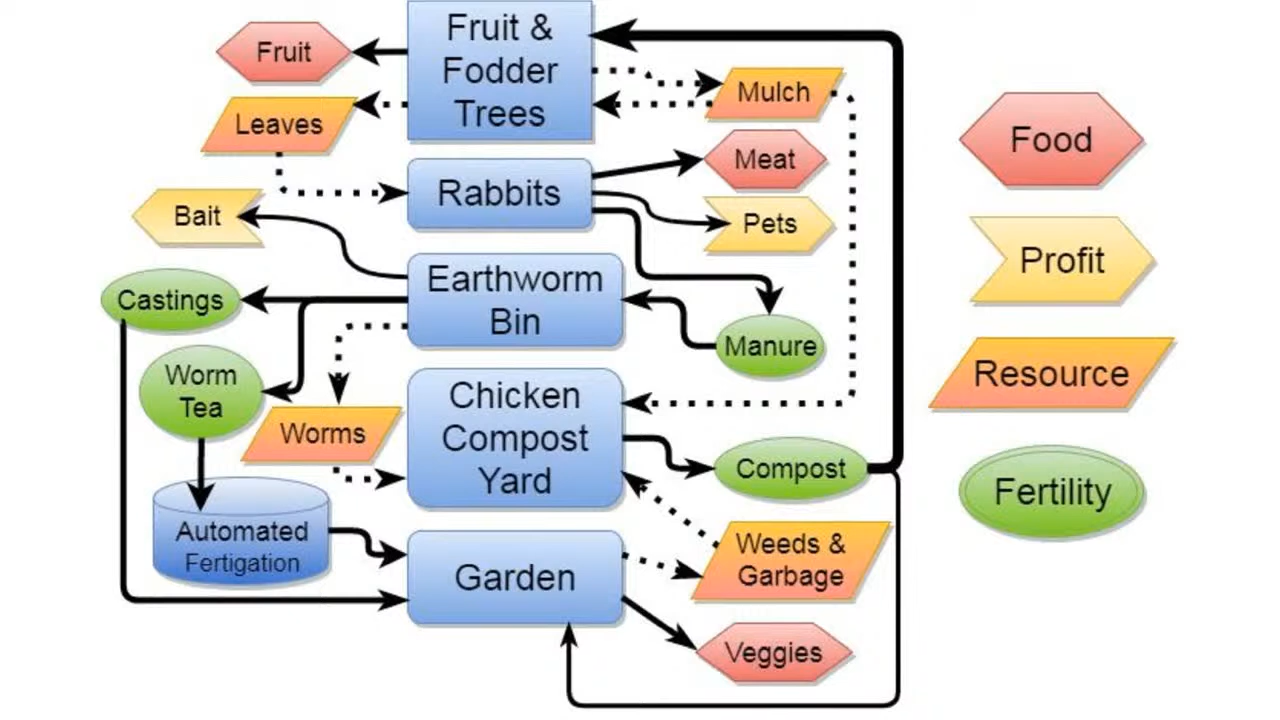 Fruit &
Fodder
Trees
Fruit
Leaves
Mulch
Meat
Rabbits
Pets
Bait
Earthworm
Bin
Castings
Manure
Worm
Tea
Worms
Chicken
Compost
Yard
Compost
Automated
Fertigation
Garden
Weeds &
Garbage
Veggies
Food
Profit
Resource
Fertility